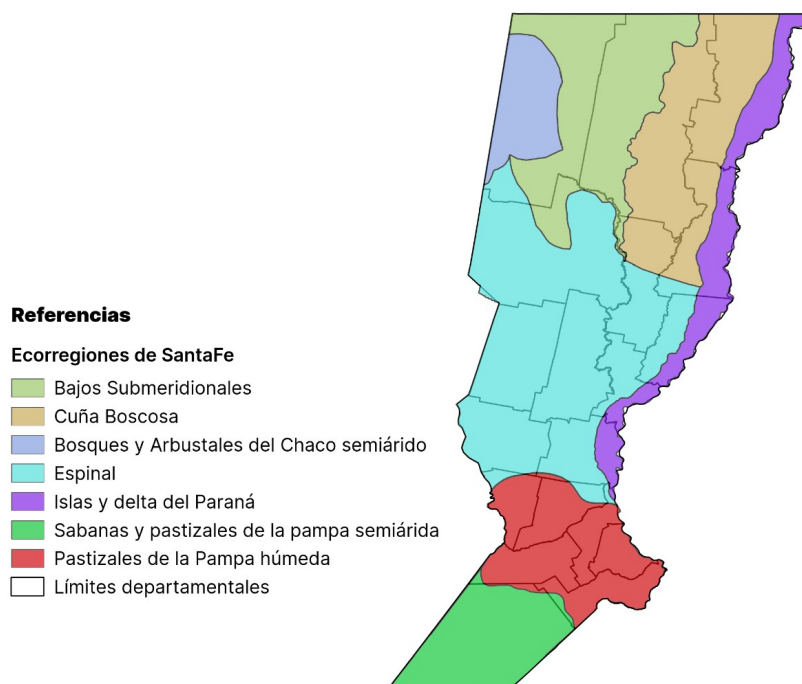 Referencias
Ecorregiones de SantaFe
Bajos Submeridionales
Cuña Boscosa
Bosques y Arbustales del Chaco semiárido
Espinal
Islas y delta del Paraná
Sabanas y pastizales de la pampa semiárida
Pastizales de la Pampa húmeda
Límites departamentales